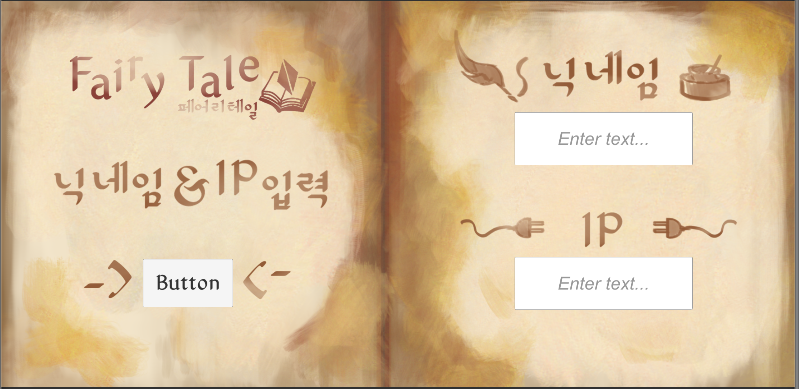 Fairy Tale
페어리테일
닉네임&IP입력
Button
닉네임
Enter text...
IP
Enter text...